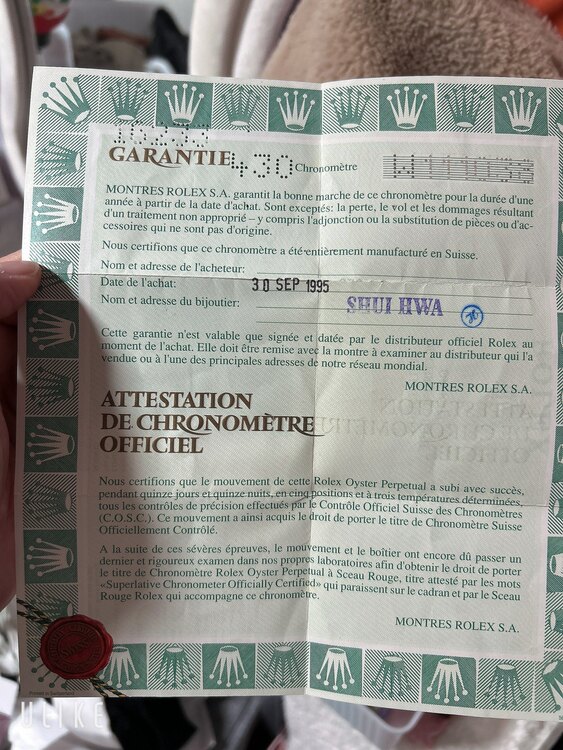 16233
GARANTIE 430 Chronomètre
MONTRES ROLEX S.A. garantit la bonne marche de ce chronomètre pour la durée d'une
année à partir de la date d'achat. Sont exceptés: la perte, le vol et les dommages résultant
d'un traitement non approprié – y compris l'adjonction ou la substitution de pièces ou d'ac-
cessoires qui ne sont pas d'origine.
Nous certifions que ce chronomètre a été entièrement manufacturé en Suisse.
Nom et adresse de l'acheteur:
Date de l'achat: 30 SEP 1995
Nom et adresse du bijoutier: SHUI HWA
Cette garantie n'est valable que signée et datée par le distributeur officiel Rolex au
moment de l'achat. Elle doit être remise avec la montre à examiner au distributeur qui l'a
vendue ou à l'une des principales adresses de notre réseau mondial.
MONTRES ROLEX S.A.
ATTESTATION
DE CHRONOMÈTRE
OFFICIEL
Nous certifions que le mouvement de cette Rolex Oyster Perpetual a subi avec succès,
pendant quinze jours et quinze nuits, en cinq positions et à trois températures déterminées,
tous les contrôles de précision effectués par le Contrôle Officiel Suisse des Chronomètres
(C.O.S.C.). Ce mouvement a ainsi acquis le droit de porter le titre de Chronomètre Suisse
Officiellement Contrôlé.
A la suite de ces sévères épreuves, le mouvement et le boîtier ont encore dû passer un
dernier et rigoureux examen dans nos propres laboratoires afin d'obtenir le droit de porter
le titre de Chronomètre Rolex Oyster Perpetual à Sceau Rouge, titre attesté par les mots
«Superlative Chronometer Officially Certified» qui paraissent sur le cadran et par le Sceau
Rouge Rolex qui accompagne ce chronomètre.
MONTRES ROLEX S.A.
Printed in Switzerland
ULIKE